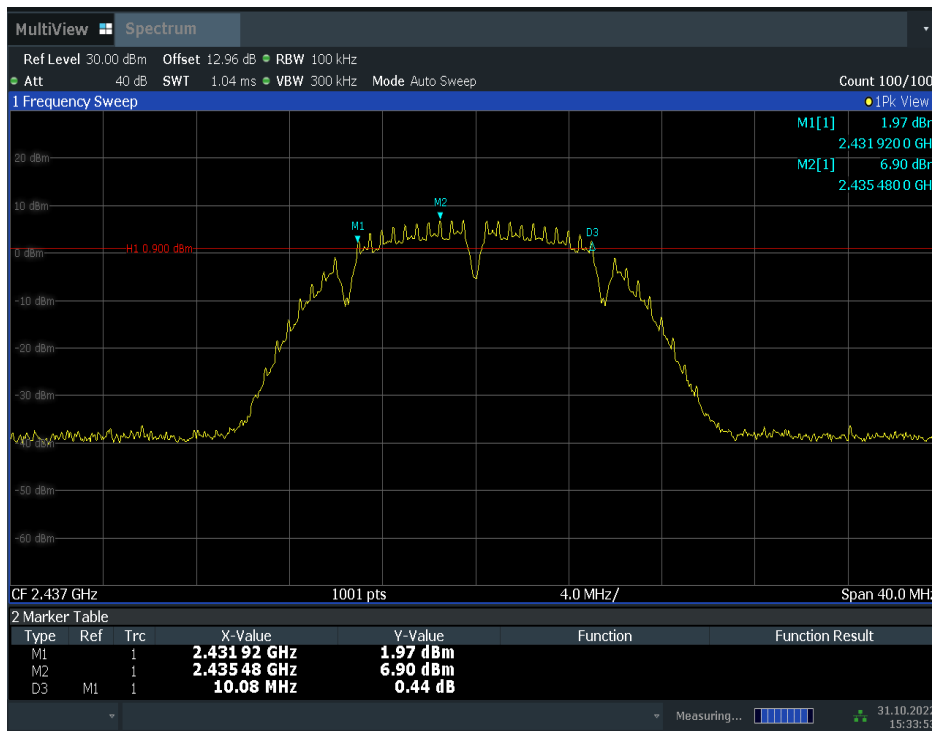 MultiView Spectrum
Ref Level 30.00 dBm Offset 12.96 dB RBW 100 kHz
Att 40 dB SWT 1.04 ms VBW 300 kHz Mode Auto Sweep Count 100/100
1 Frequency Sweep 1Pk View
M1[1] 1.97 dBm
2.431 920 0 GH
M2[1] 6.90 dBm
2.435 480 0 GH
20 dBm
10 dBm
M2
M1
D3
H1 0.900 dBm
0 dBm
-10 dBm
-20 dBm
-30 dBm
-40 dBm
-50 dBm
-60 dBm
CF 2.437 GHz 1001 pts 4.0 MHz/ Span 40.0 MHz
2 Marker Table
Type Ref Trc X-Value Y-Value Function Function Result
M1 1 2.431 92 GHz 1.97 dBm
M2 1 2.435 48 GHz 6.90 dBm
D3 M1 1 10.08 MHz 0.44 dB
Measuring... 31.10.2022
15:33:53